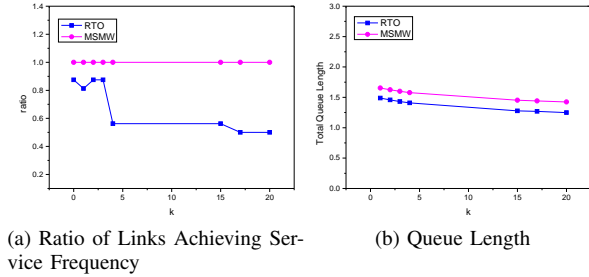 1.4
1.2
1.0
0.8
0.6
0.4
0.2
ratio
RTO
MSMW
0 5 10 15 20
k
(a) Ratio of Links Achieving Ser-
vice Frequency
3.0
2.5
2.0
1.5
1.0
0.5
0.0
Total Queue Length
RTO
MSMW
0 5 10 15 20
k
(b) Queue Length